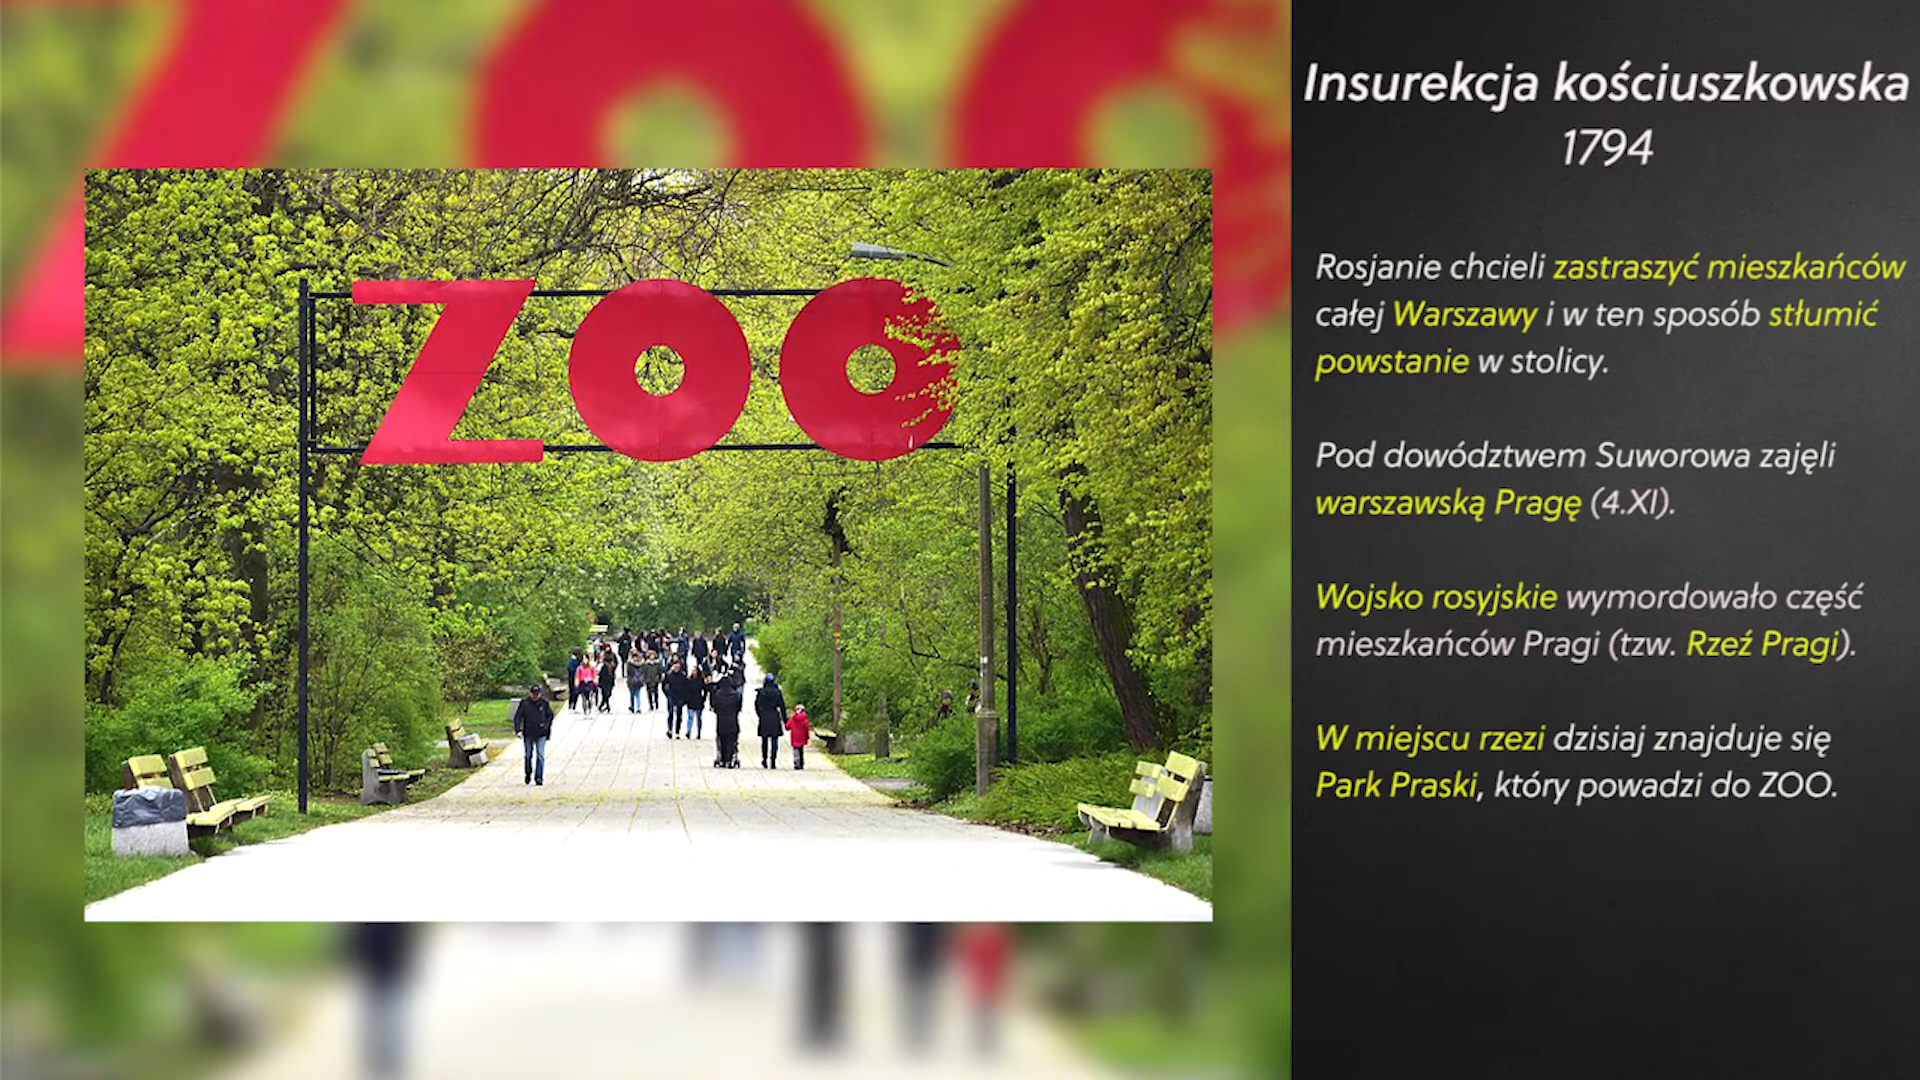 ZOO
Insurekcja kościuszkowska
1794
Rosjanie chcieli zastraszyć mieszkańców
całej Warszawy i w ten sposób stłumić
powstanie w stolicy.
Pod dowództwem Suworowa zajęli
warszawską Pragę (4.XI).
Wojsko rosyjskie wymordowało część
mieszkańców Pragi (tzw. Rzeź Pragi).
W miejscu rzezi dzisiaj znajduje się
Park Praski, który powadzi do ZOO.